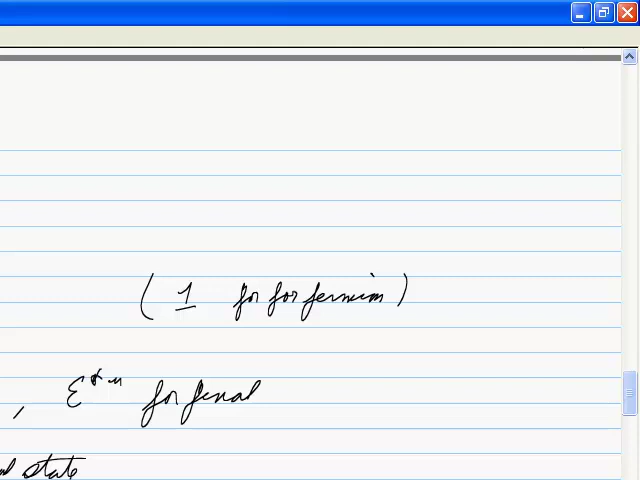 ( 1 for for fermion )
, ε*μ for final
state